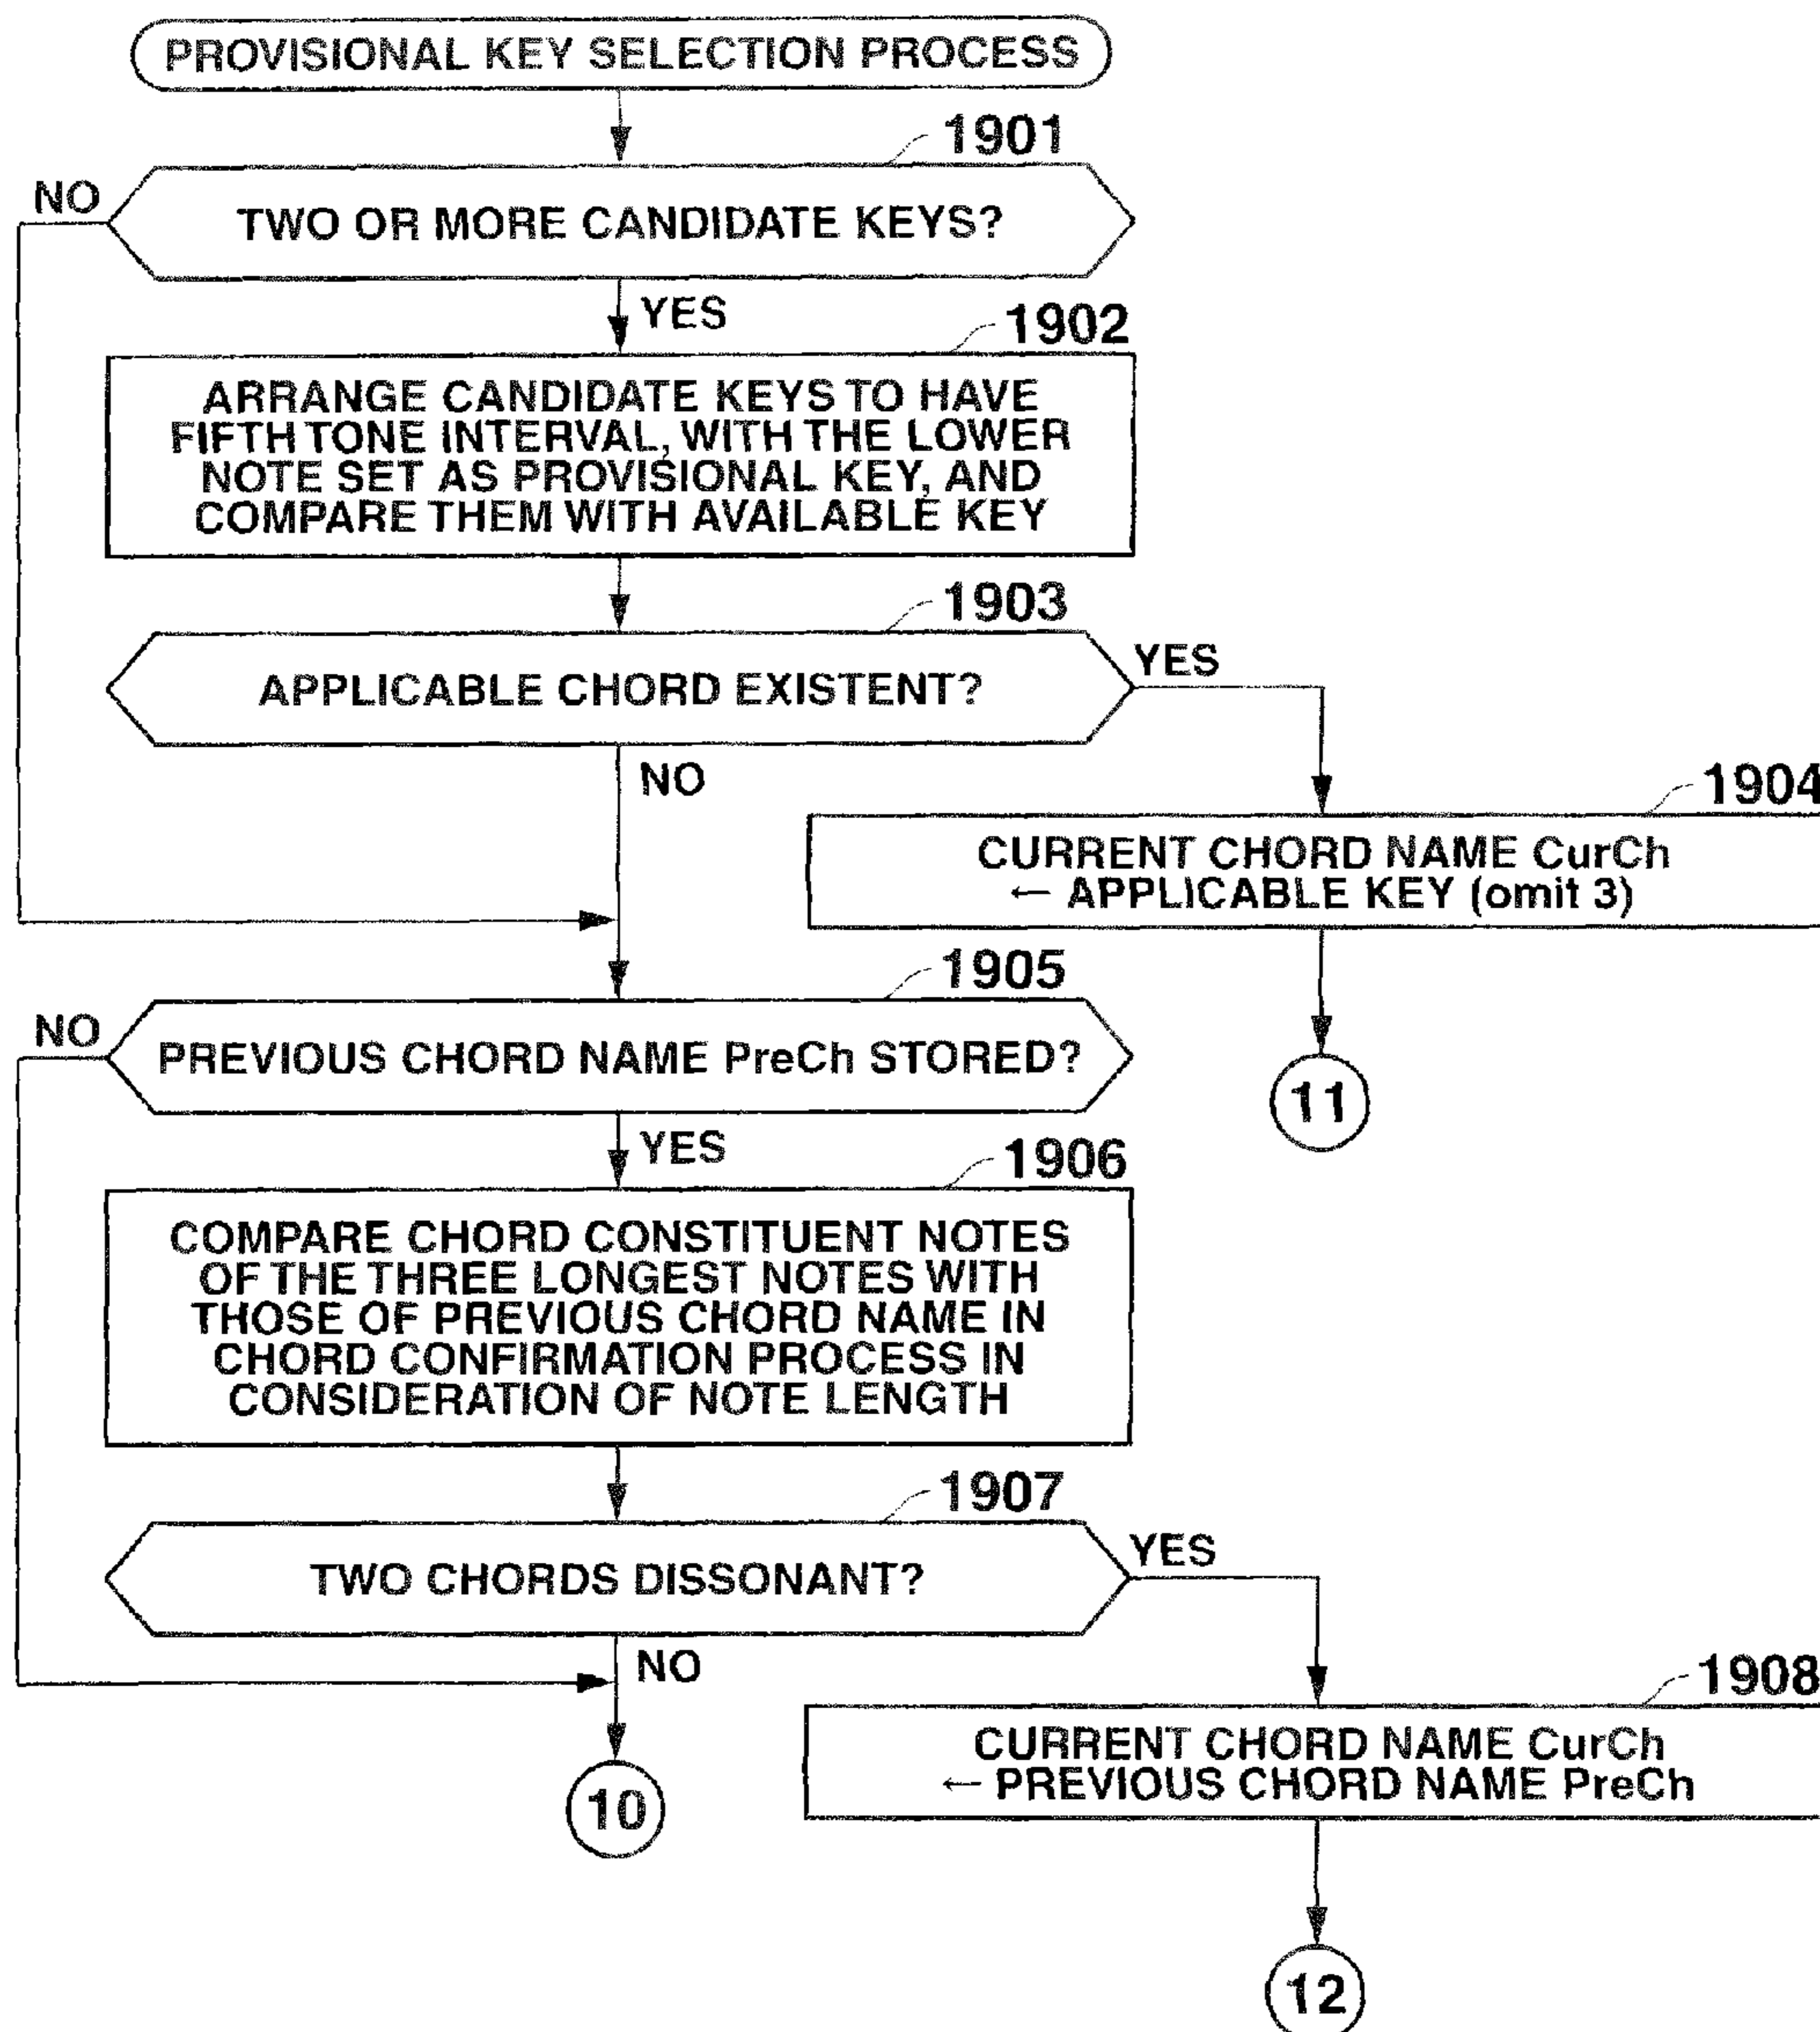 PROVISIONAL KEY SELECTION PROCESS
1901
NO
TWO OR MORE CANDIDATE KEYS?
YES
1902
ARRANGE CANDIDATE KEYS TO HAVE
FIFTH TONE INTERVAL, WITH THE LOWER
NOTE SET AS PROVISIONAL KEY, AND
COMPARE THEM WITH AVAILABLE KEY
1903
APPLICABLE CHORD EXISTENT?
YES
NO
1904
CURRENT CHORD NAME CurCh
← APPLICABLE KEY (omit 3)
11
1905
NO
PREVIOUS CHORD NAME PreCh STORED?
YES
1906
COMPARE CHORD CONSTITUENT NOTES
OF THE THREE LONGEST NOTES WITH
THOSE OF PREVIOUS CHORD NAME IN
CHORD CONFIRMATION PROCESS IN
CONSIDERATION OF NOTE LENGTH
1907
TWO CHORDS DISSONANT?
YES
NO
1908
CURRENT CHORD NAME CurCh
← PREVIOUS CHORD NAME PreCh
10
12